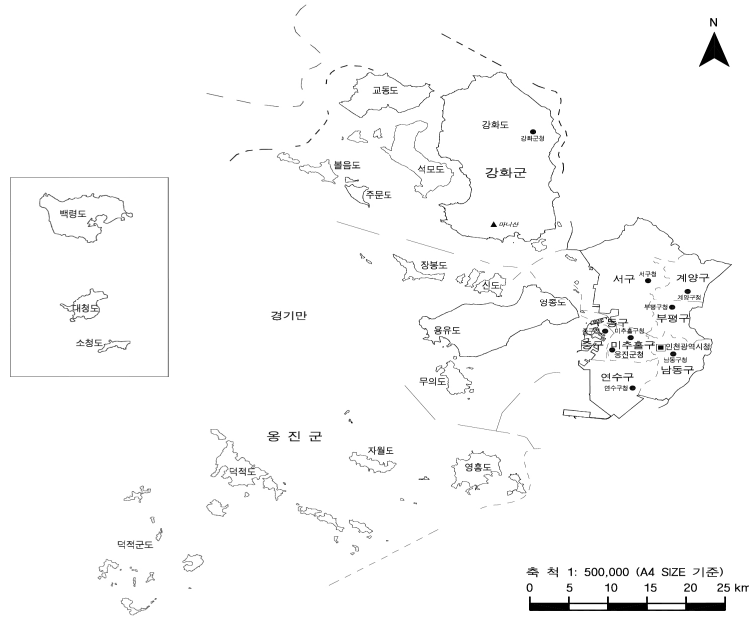 N
교동도
강화도
강화군청
볼음도
석모도
강화군
주문도
백령도
마니산
장봉도
신도
서구
서구청
계양구
계양구청
대청도
경기만
영종도
부평구청
부평구
소청도
용유도
동구
중구
미추홀구청
미추홀구
인천광역시청
옹진군청
남동구청
남동구
무의도
연수구
연수구청
옹 진 군
자월도
영흥도
덕적도
덕적군도
축 척 1: 500,000 (A4 SIZE 기준)
0 5 10 15 20 25 km